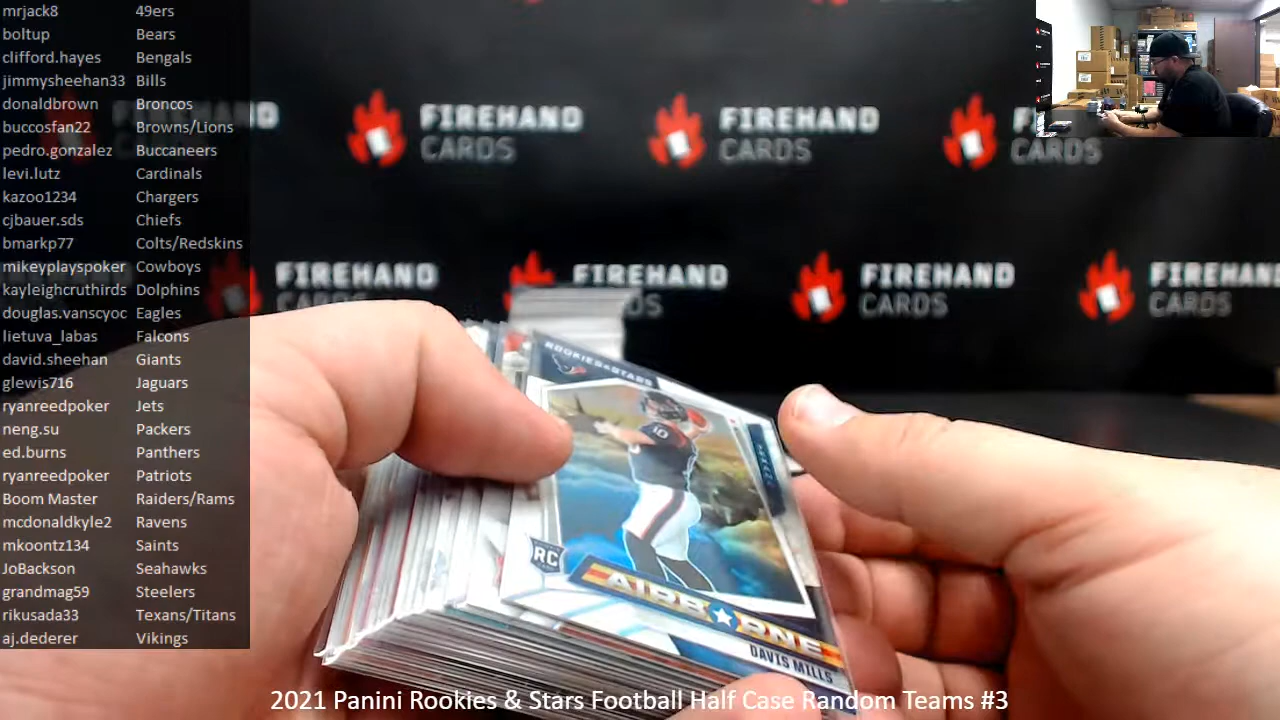 mrjack8 49ers
boltup Bears
clifford.hayes Bengals
jimmysheehan33 Bills
donaldbrown Broncos
buccosfan22 Browns/Lions
pedro.gonzalez Buccaneers
levi.lutz Cardinals
kazoo1234 Chargers
cjbauer.sds Chiefs
bmarkp77 Colts/Redskins
mikeyplayspoker Cowboys
kayleighcruthirds Dolphins
douglas.vanscyoc Eagles
lietuva_labas Falcons
david.sheehan Giants
glewis716 Jaguars
ryanreedpoker Jets
neng.su Packers
ed.burns Panthers
ryanreedpoker Patriots
Boom Master Raiders/Rams
mcdonaldkyle2 Ravens
mkoontz134 Saints
JoBackson Seahawks
grandmag59 Steelers
rikusada33 Texans/Titans
aj.dederer Vikings
FIREHAND
CARDS
FIREHAND
CARDS
CARDS
FIREHAND
FIREHAND
FIREHAND
CARDS
FIREHAND
CARDS
ROOKIES & STARS
10
TEXANS
RC
AIRBORNE
DAVIS MILLS
2021 Panini Rookies & Stars Football Half Case Random Teams #3